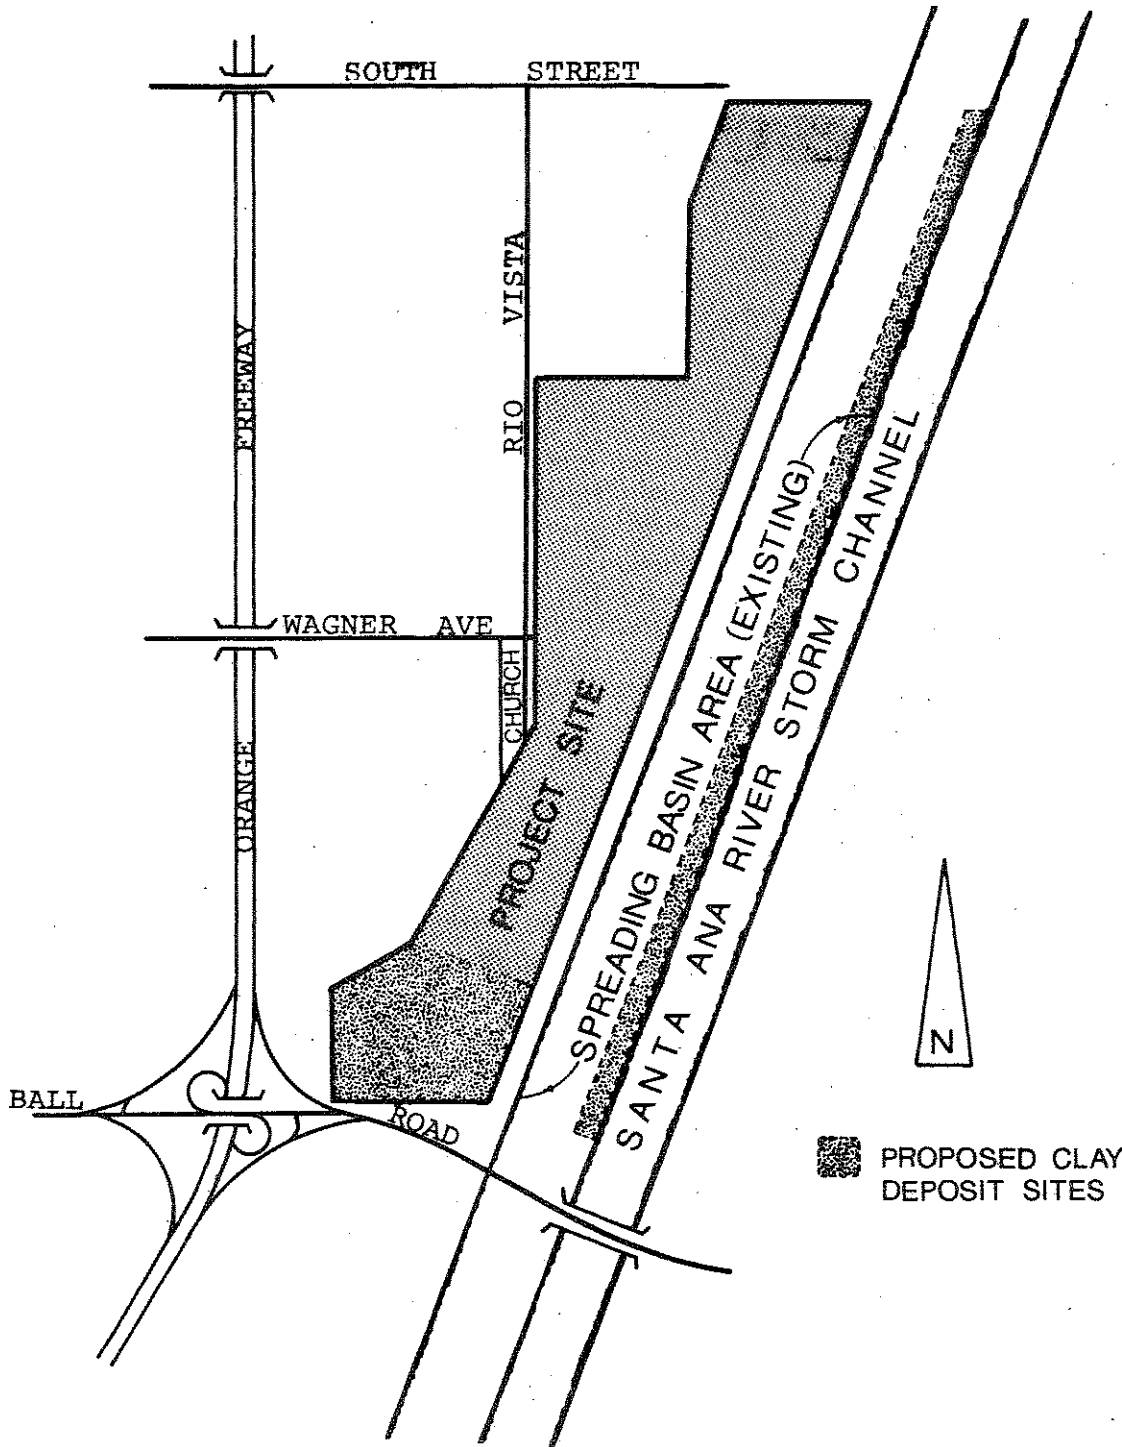 SOUTH STREET
RIO VISTA
ORANGE FREEWAY
WAGNER AVE
CHURCH
PROJECT SITE
SPREADING BASIN AREA (EXISTING)
SANTA ANA RIVER STORM CHANNEL
N
BALL ROAD
PROPOSED CLAY
DEPOSIT SITES